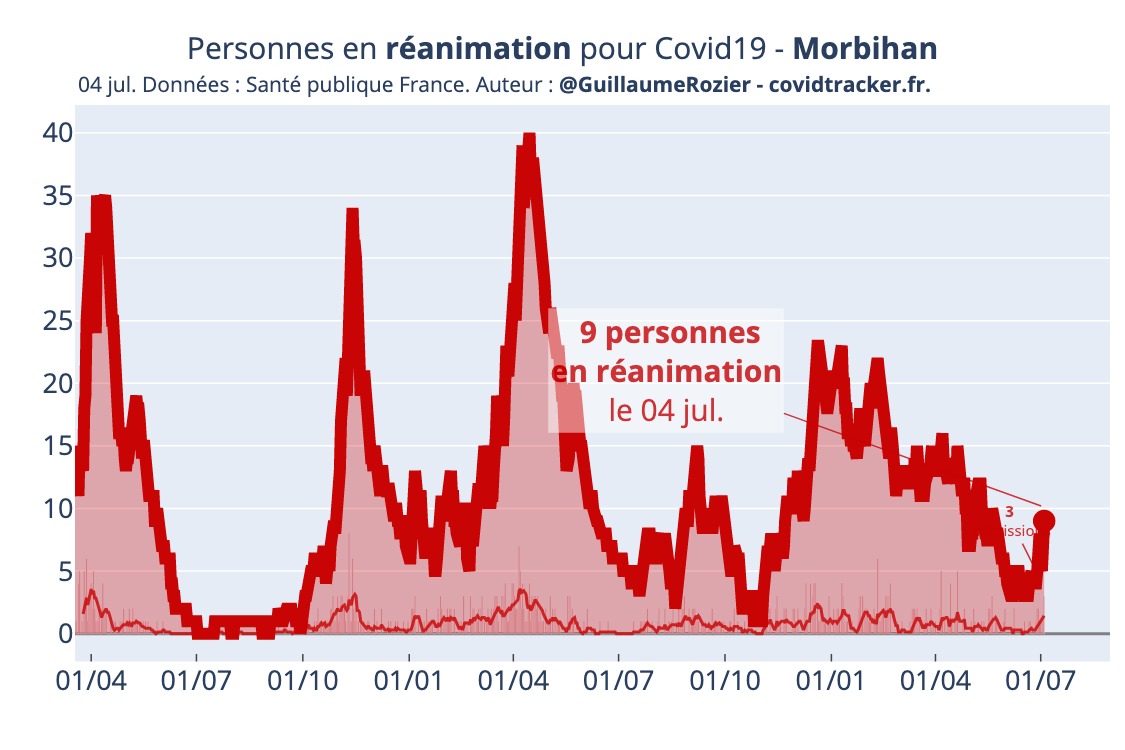 Personnes en réanimation pour Covid19 - Morbihan
04 jul. Données : Santé publique France. Auteur : @GuillaumeRozier - covidtracker.fr.
40
35
30
25
20
15
10
5
0
9 personnes
en réanimation
le 04 jul.
3
01/04 01/07 01/10 01/01 01/04 01/07 01/10 01/01 01/04 01/07